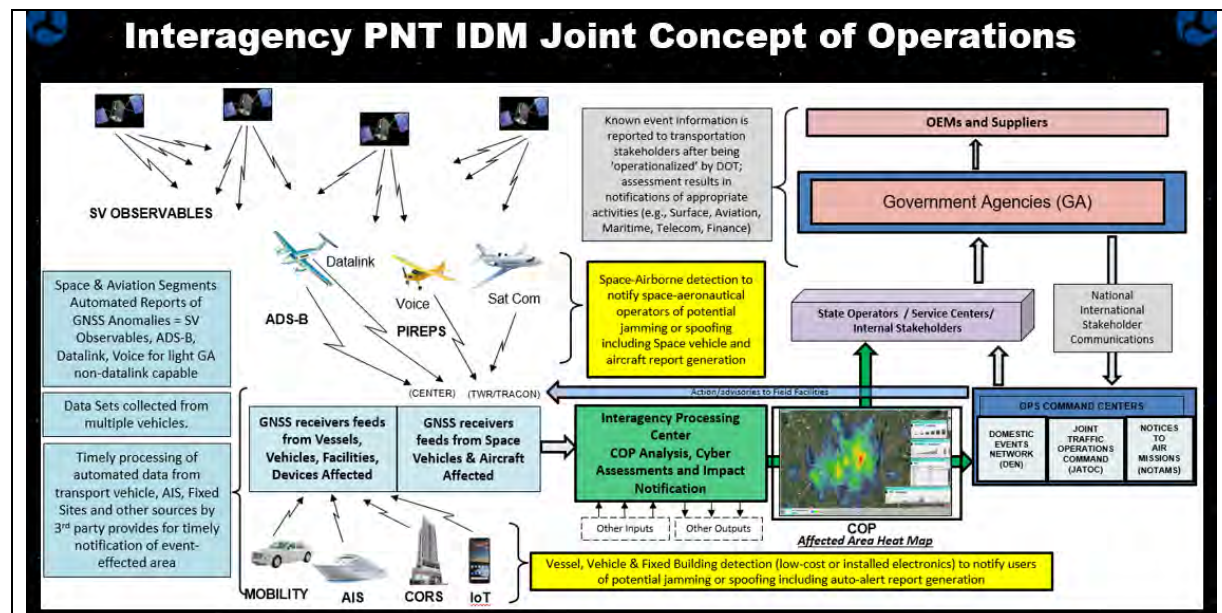 Interagency PNT IDM Joint Concept of Operations
SV OBSERVABLES
Datalink
Voice
Sat Com
ADS-B
PIREPS
(CENTER)
(TWR/TRACON)
Space & Aviation Segments
Automated Reports of
GNSS Anomalies = SV
Observables, ADS-B,
Datalink, Voice for light GA
non-datalink capable
Data Sets collected from
multiple vehicles.
Timely processing of
automated data from
transport vehicle, AIS, Fixed
Sites and other sources by
3rd party provides for timely
notification of event-
effected area
Known event information is
reported to transportation
stakeholders after being
'operationalized' by DOT;
assessment results in
notifications of appropriate
activities (e.g., Surface, Aviation,
Maritime, Telecom, Finance)
OEMs and Suppliers
Government Agencies (GA)
Space-Airborne detection to
notify space-aeronautical
operators of potential
jamming or spoofing
including Space vehicle and
aircraft report generation
State Operators / Service Centers/
Internal Stakeholders
National
International
Stakeholder
Communications
Action/advisories to Field Facilities
GNSS receivers feeds
from Vessels,
Vehicles, Facilities,
Devices Affected
GNSS receivers
feeds from Space
Vehicles & Aircraft
Affected
Interagency Processing
Center
COP Analysis, Cyber
Assessments and Impact
Notification
Other Inputs
Other Outputs
COP
Affected Area Heat Map
OPS COMMAND CENTERS
DOMESTIC
EVENTS
NETWORK
(DEN)
JOINT
TRAFFIC
OPERATIONS
COMMAND
(JATOC)
NOTICES
TO
AIR
MISSIONS
(NOTAMS)
MOBILITY
AIS
CORS
IoT
Vessel, Vehicle & Fixed Building detection (low-cost or installed electronics) to notify users
of potential jamming or spoofing including auto-alert report generation